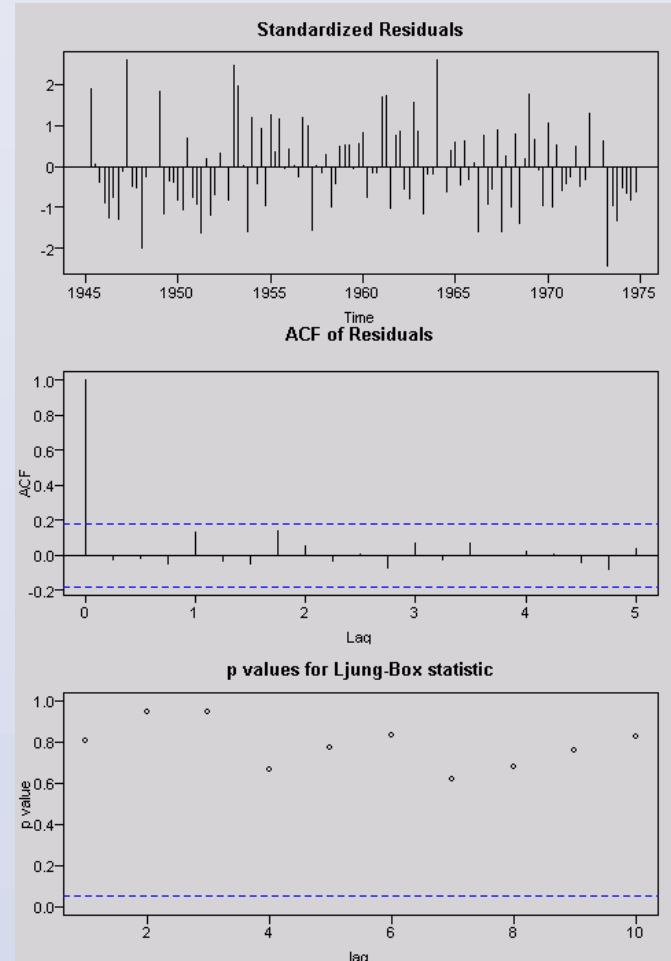 Standardized Residuals
2
1
0
-1
-2
1945 1950 1955 1960 1965 1970 1975
Time
ACF of Residuals
1.0
0.8
0.6
0.4
0.2
0.0
-0.2
ACF
0 1 2 3 4 5
Lag
p values for Ljung-Box statistic
1.0
0.8
0.6
0.4
0.2
0.0
p value
2 4 6 8 10
lag